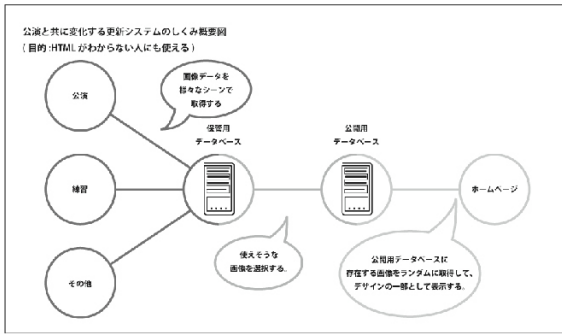 公演と共に変化する更新システムのしくみ概要図
(目的:HTMLがわからない人にも使える)
公演
画像データを
様々なシーンで
取得する
保管用
データベース
公開用
データベース
練習
ホームページ
使えそうな
画像を選択する。
公開用データベースに
存在する画像をランダムに取得して、
デザインの一部として表示する。
その他